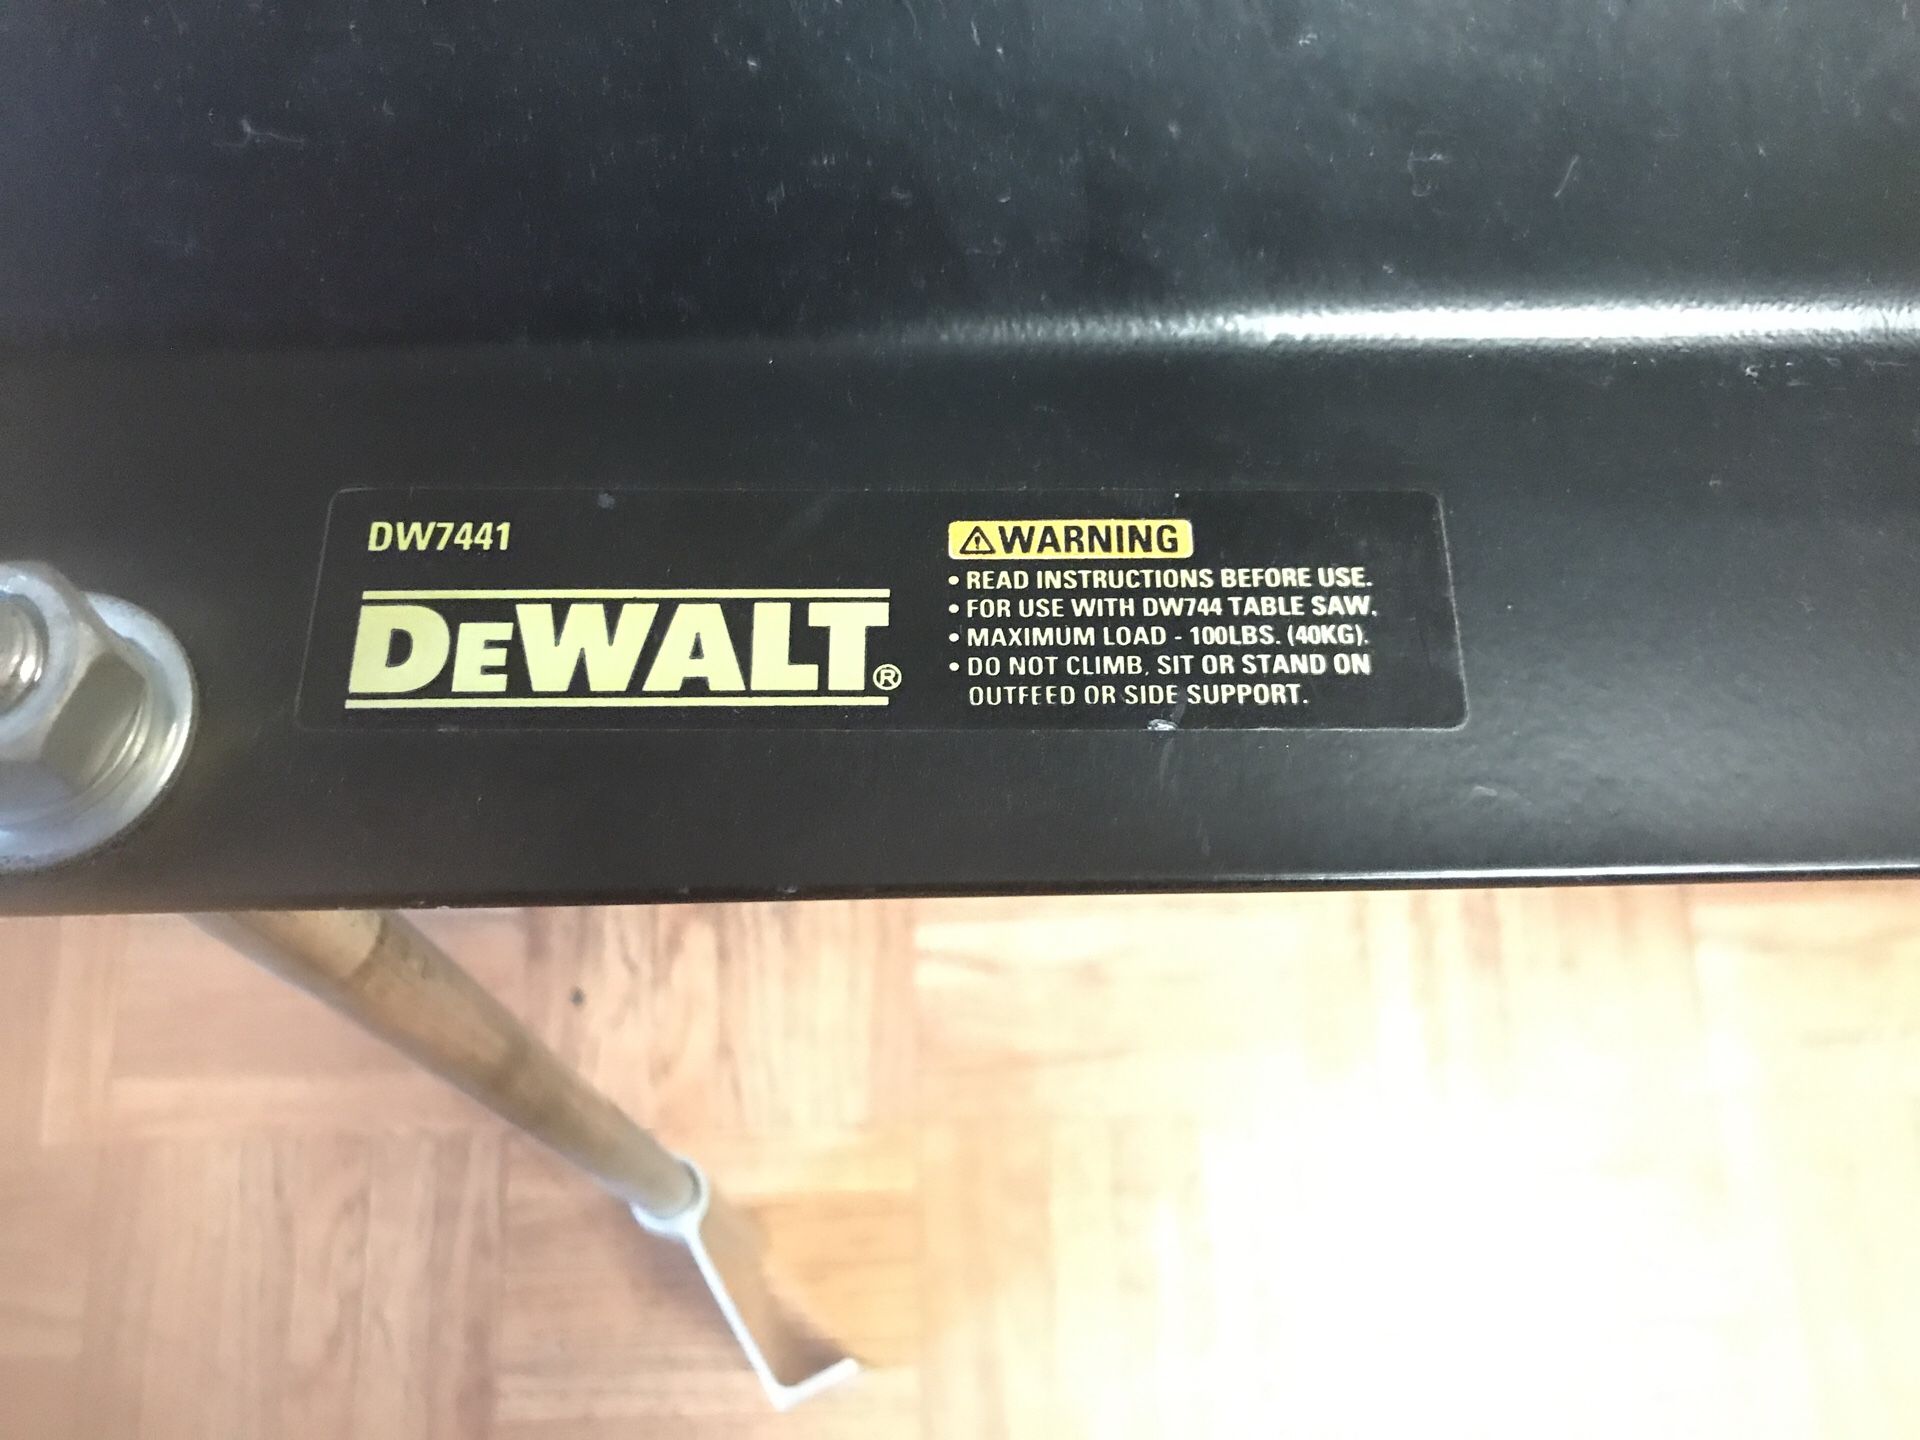 DW7441
DEWALT®
⚠WARNING
• READ INSTRUCTIONS BEFORE USE.
• FOR USE WITH DW744 TABLE SAW.
• MAXIMUM LOAD - 100LBS. (40KG).
• DO NOT CLIMB, SIT OR STAND ON
OUTFEED OR SIDE SUPPORT.